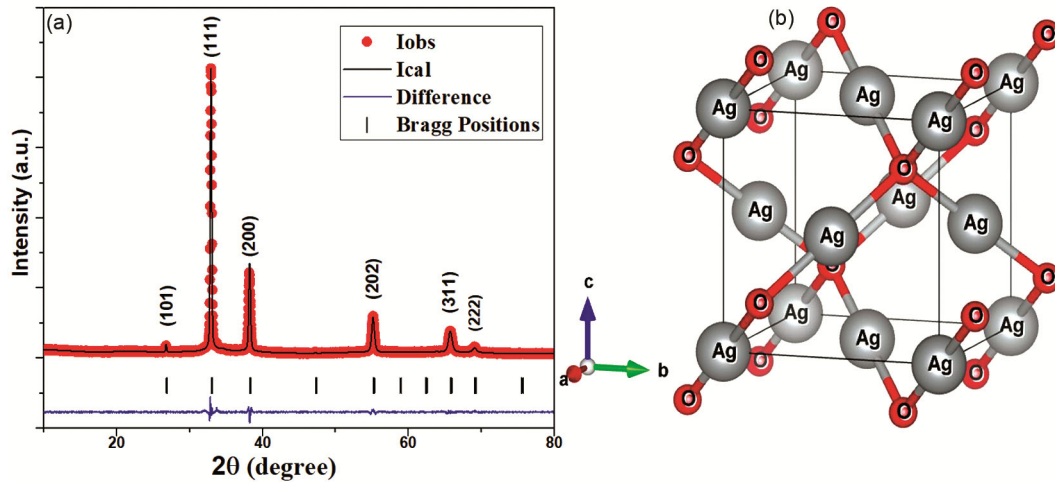 (a)
Intensity (a.u.)
(101)
(111)
(200)
(202)
(311)
(222)
Iobs
Ical
Difference
Bragg Positions
20
40
60
80
2θ (degree)
(b)
O
O
Ag
O
Ag
O
Ag
Ag
Ag
O
O
O
O
Ag
Ag
Ag
Ag
O
O
O
O
Ag
Ag
Ag
Ag
Ag
O
O
O
O
O
c
a
b